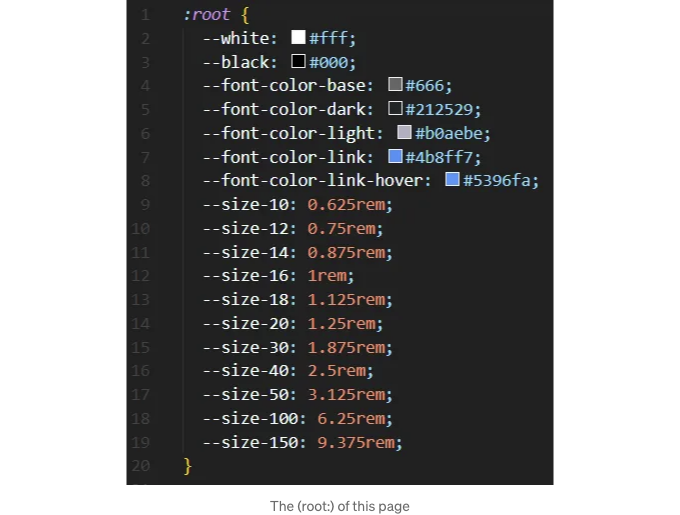 1 :root {
2 --white: #fff;
3 --black: #000;
4 --font-color-base: #666;
5 --font-color-dark: #212529;
6 --font-color-light: #b0aebe;
7 --font-color-link: #4b8ff7;
8 --font-color-link-hover: #5396fa;
9 --size-10: 0.625rem;
10 --size-12: 0.75rem;
11 --size-14: 0.875rem;
12 --size-16: 1rem;
13 --size-18: 1.125rem;
14 --size-20: 1.25rem;
15 --size-30: 1.875rem;
16 --size-40: 2.5rem;
17 --size-50: 3.125rem;
18 --size-100: 6.25rem;
19 --size-150: 9.375rem;
20 }
The (root:) of this page